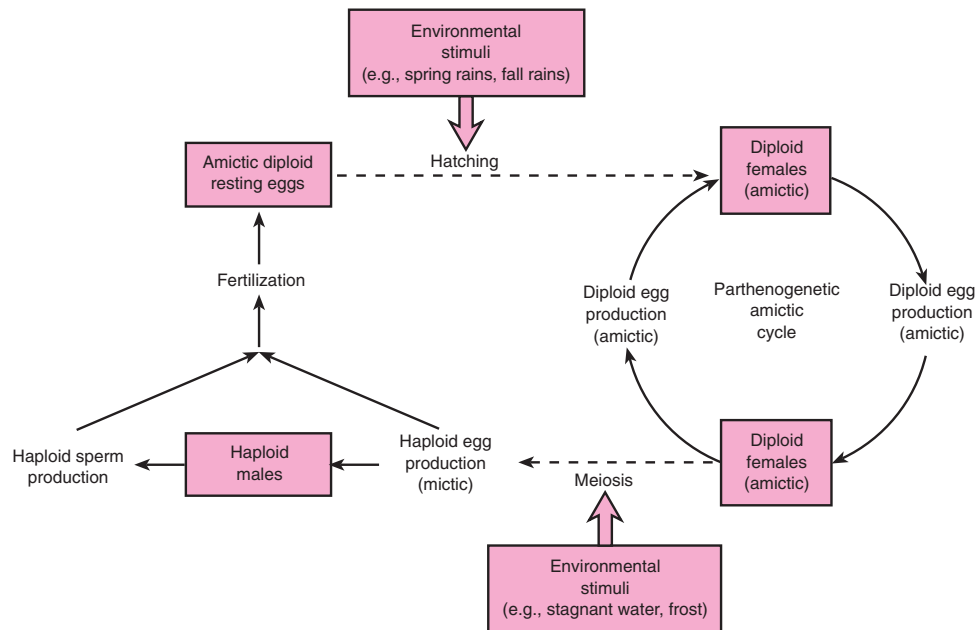 Environmental
stimuli
(e.g., spring rains, fall rains)
Hatching
Amictic diploid
resting eggs
Diploid
females
(amictic)
Fertilization
Diploid egg
production
(amictic)
Parthenogenetic
amictic
cycle
Diploid egg
production
(amictic)
Haploid sperm
production
Haploid
males
Haploid egg
production
(mictic)
Meiosis
Diploid
females
(amictic)
Environmental
stimuli
(e.g., stagnant water, frost)